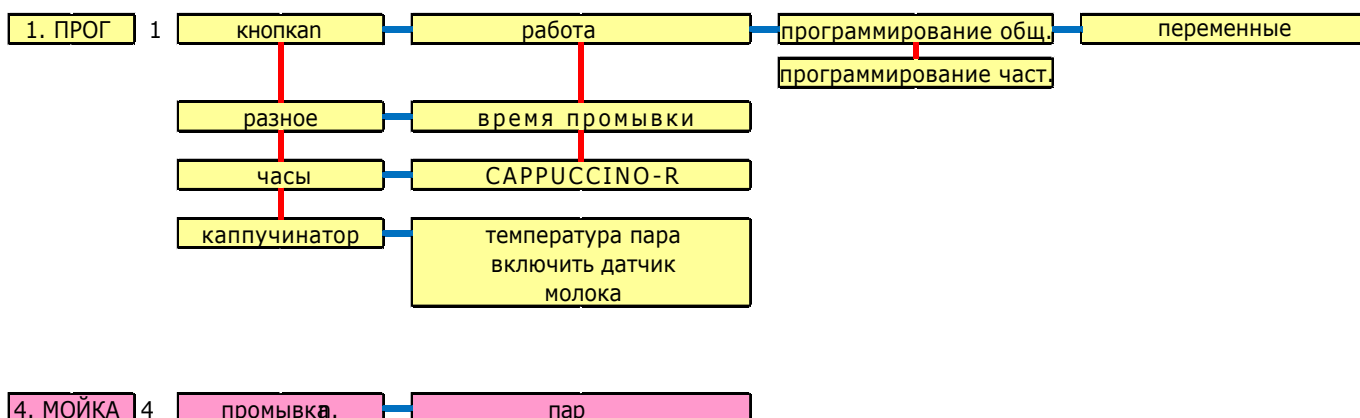 1. ПРОГ 1 кнопкап работа программирование общ. переменные
программирование част.
разное время промывки
часы CAPPUCCINO-R
каппучинатор температура пара
включить датчик
молока
4. МОЙКА 4 промывка. пар